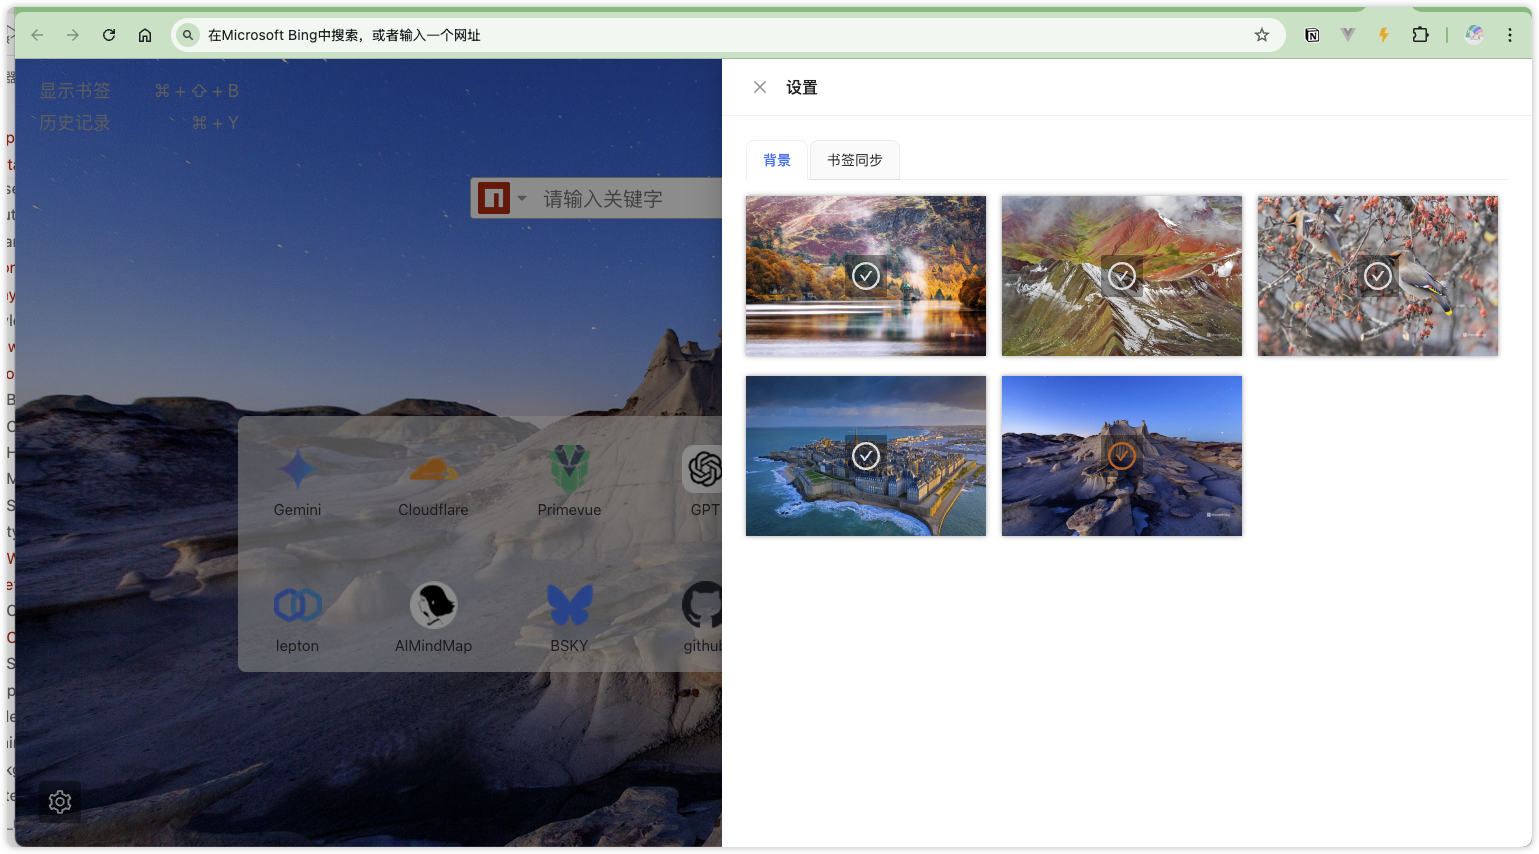 在Microsoft Bing中搜索，或者输入一个网址
显示书签 ⌘ + ⇧ + B
历史记录 ⌘ + Y
请输入关键字
Gemini
Cloudflare
Primevue
GPT
lepton
AIMindMap
BSKY
github
设置
背景
书签同步